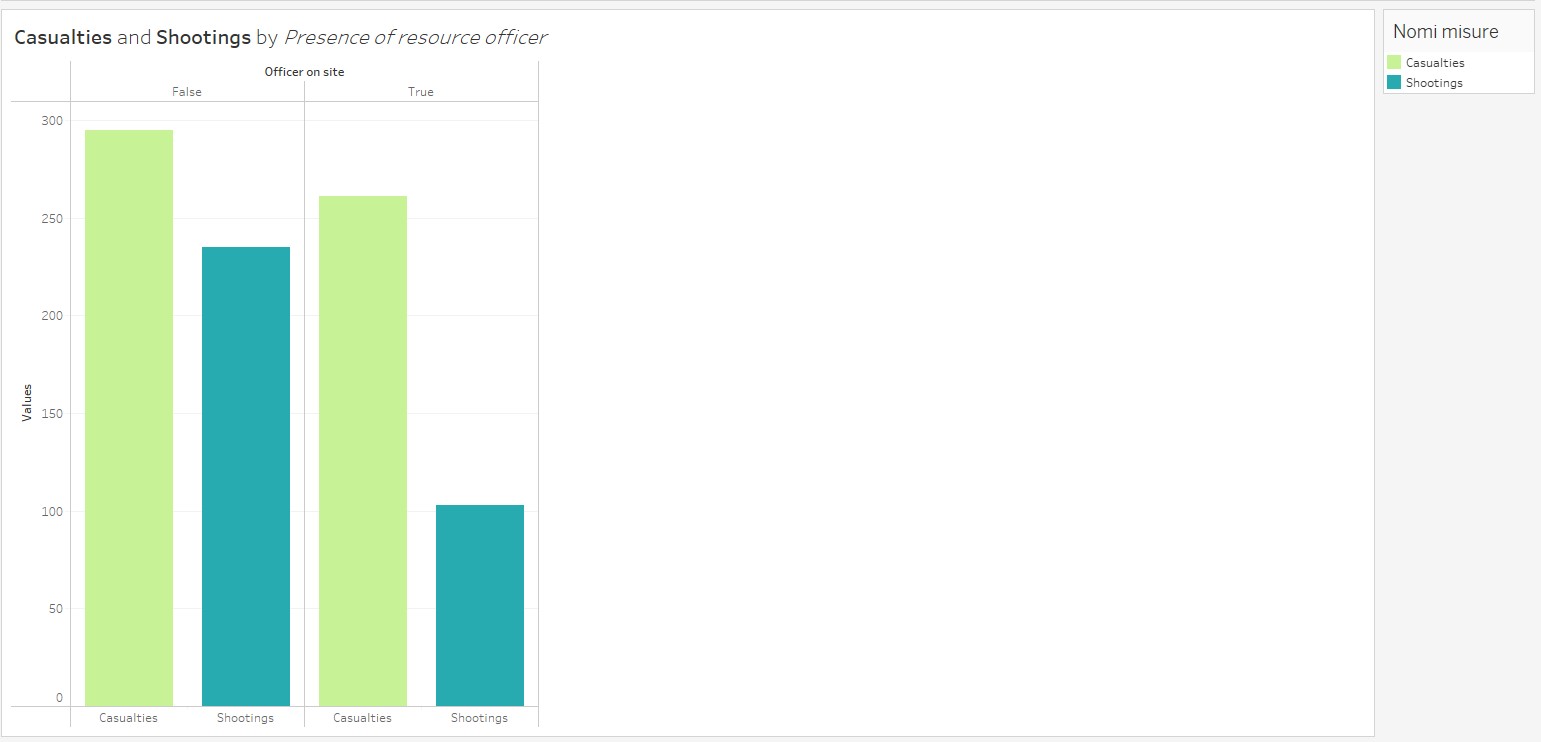 Casualties and Shootings by Presence of resource officer
Nomi misure
Casualties
Shootings
Officer on site
False True
300
250
200
150
100
50
0
Values
Casualties Shootings Casualties Shootings